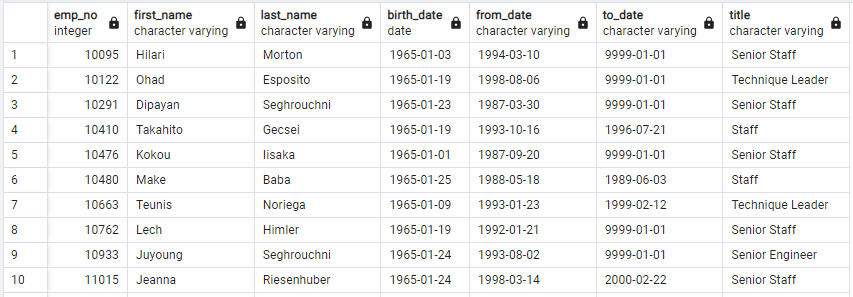 emp_no first_name last_name birth_date from_date to_date title
integer character varying character varying date character varying character varying character varying
1 10095 Hilari Morton 1965-01-03 1994-03-10 9999-01-01 Senior Staff
2 10122 Ohad Esposito 1965-01-19 1998-08-06 9999-01-01 Technique Leader
3 10291 Dipayan Seghrouchni 1965-01-23 1987-03-30 9999-01-01 Senior Staff
4 10410 Takahito Gecsei 1965-01-19 1993-10-16 1996-07-21 Staff
5 10476 Kokou Iisaka 1965-01-01 1987-09-20 9999-01-01 Senior Staff
6 10480 Make Baba 1965-01-25 1988-05-18 1989-06-03 Staff
7 10663 Teunis Noriega 1965-01-09 1993-01-23 1999-02-12 Technique Leader
8 10762 Lech Himler 1965-01-19 1992-01-21 9999-01-01 Senior Staff
9 10933 Juyoung Seghrouchni 1965-01-24 1993-08-02 9999-01-01 Senior Engineer
10 11015 Jeanna Riesenhuber 1965-01-24 1998-03-14 2000-02-22 Senior Staff